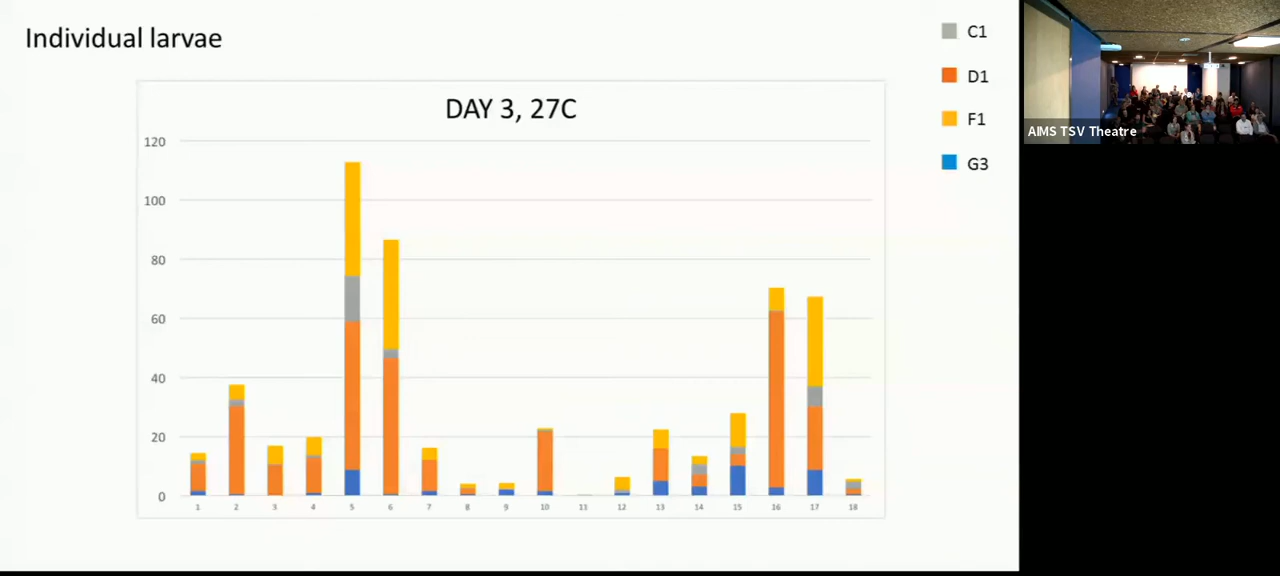 Individual larvae
C1
D1
F1
G3
DAY 3, 27C
120
100
80
60
40
20
0
1 2 3 4 5 6 7 8 9 10 11 12 13 14 15 16 17 18
AIMS TSV Theatre